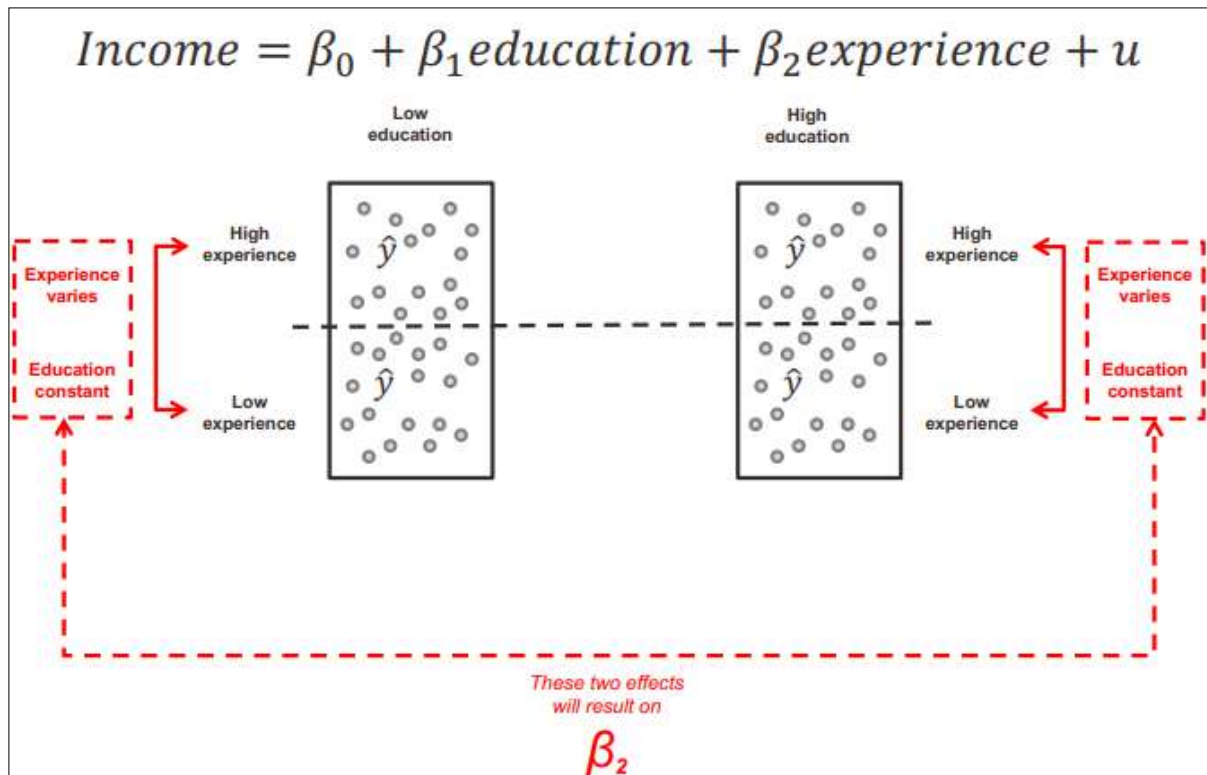 Income = β₀ + β₁education + β₂experience + u
Low
education
High
education
High
experience
High
experience
Experience
varies
Experience
varies
ŷ
ŷ
Education
constant
Education
constant
ŷ
ŷ
Low
experience
Low
experience
These two effects
will result on
β₂